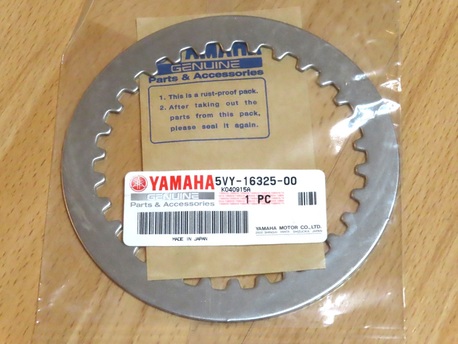 YAMAHA
GENUINE
Parts & Accessories
1. This is a rust-proof pack.
2. After taking out the
parts from this pack,
please seal it again.
YAMAHA 5VY-16325-00
K040915A
GENUINE
Parts & Accessories
1 PC
MADE IN JAPAN
YAMAHA MOTOR CO.,LTD.